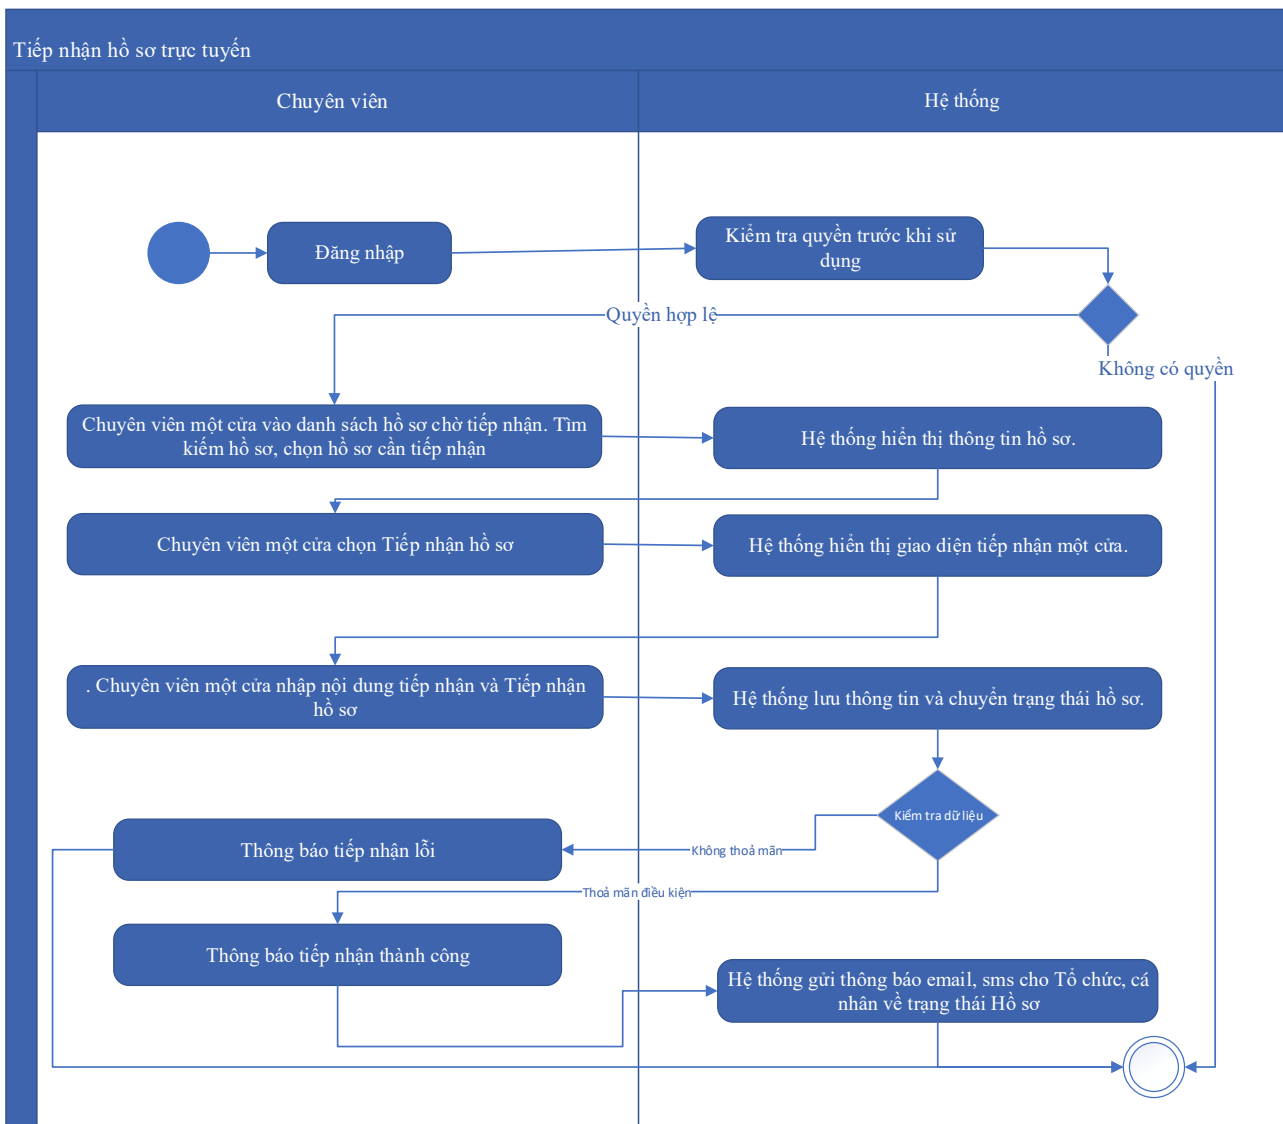 Tiếp nhận hồ sơ trực tuyến
Chuyên viên
Hệ thống
Đăng nhập
Kiểm tra quyền trước khi sử
dụng
Quyền hợp lệ
Không có quyền
Chuyên viên một cửa vào danh sách hồ sơ chờ tiếp nhận. Tìm
kiếm hồ sơ, chọn hồ sơ cần tiếp nhận
Hệ thống hiển thị thông tin hồ sơ.
Chuyên viên một cửa chọn Tiếp nhận hồ sơ
Hệ thống hiển thị giao diện tiếp nhận một cửa.
. Chuyên viên một cửa nhập nội dung tiếp nhận và Tiếp nhận
hồ sơ
Hệ thống lưu thông tin và chuyển trạng thái hồ sơ.
Kiểm tra dữ liệu
Thông báo tiếp nhận lỗi
Không thoả mãn
Thoả mãn điều kiện
Thông báo tiếp nhận thành công
Hệ thống gửi thông báo email, sms cho Tổ chức, cá
nhân về trạng thái Hồ sơ